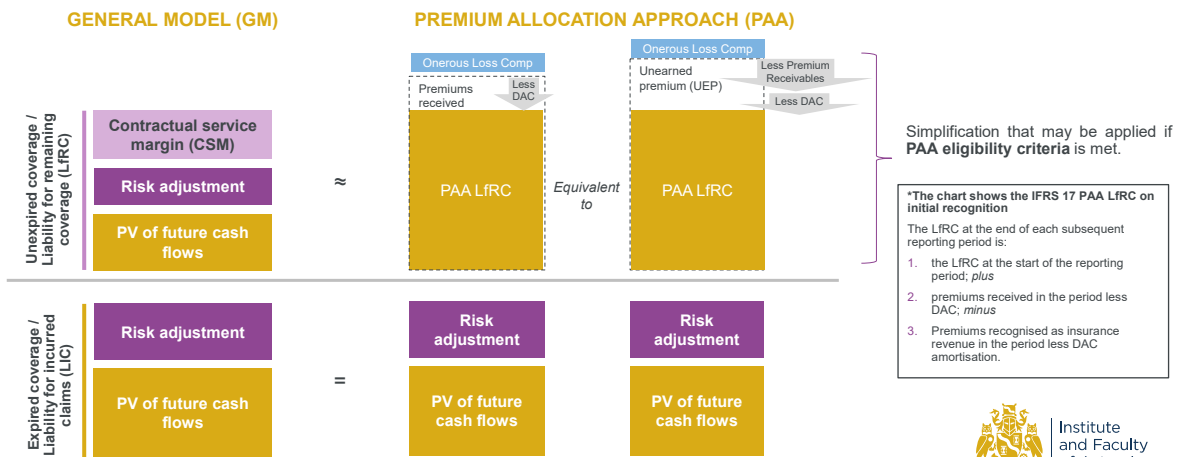 GENERAL MODEL (GM)
PREMIUM ALLOCATION APPROACH (PAA)
Onerous Loss Comp
Premiums
received
Less
DAC
Onerous Loss Comp
Unearned
premium (UEP)
Less Premium
Receivables
Less DAC
Unexpired coverage /
Liability for remaining
coverage (LfRC)
Contractual service
margin (CSM)
Risk adjustment
PV of future cash
flows
≈
PAA LfRC
Equivalent
to
PAA LfRC
Simplification that may be applied if
PAA eligibility criteria is met.
*The chart shows the IFRS 17 PAA LfRC on
initial recognition
The LfRC at the end of each subsequent
reporting period is:
1. the LfRC at the start of the reporting
period; plus
2. premiums received in the period less
DAC; minus
3. Premiums recognised as insurance
revenue in the period less DAC
amortisation.
Expired coverage /
Liability for incurred
claims (LIC)
Risk adjustment
PV of future cash
flows
=
Risk
adjustment
PV of future
cash flows
Risk
adjustment
PV of future
cash flows
Institute
and Faculty